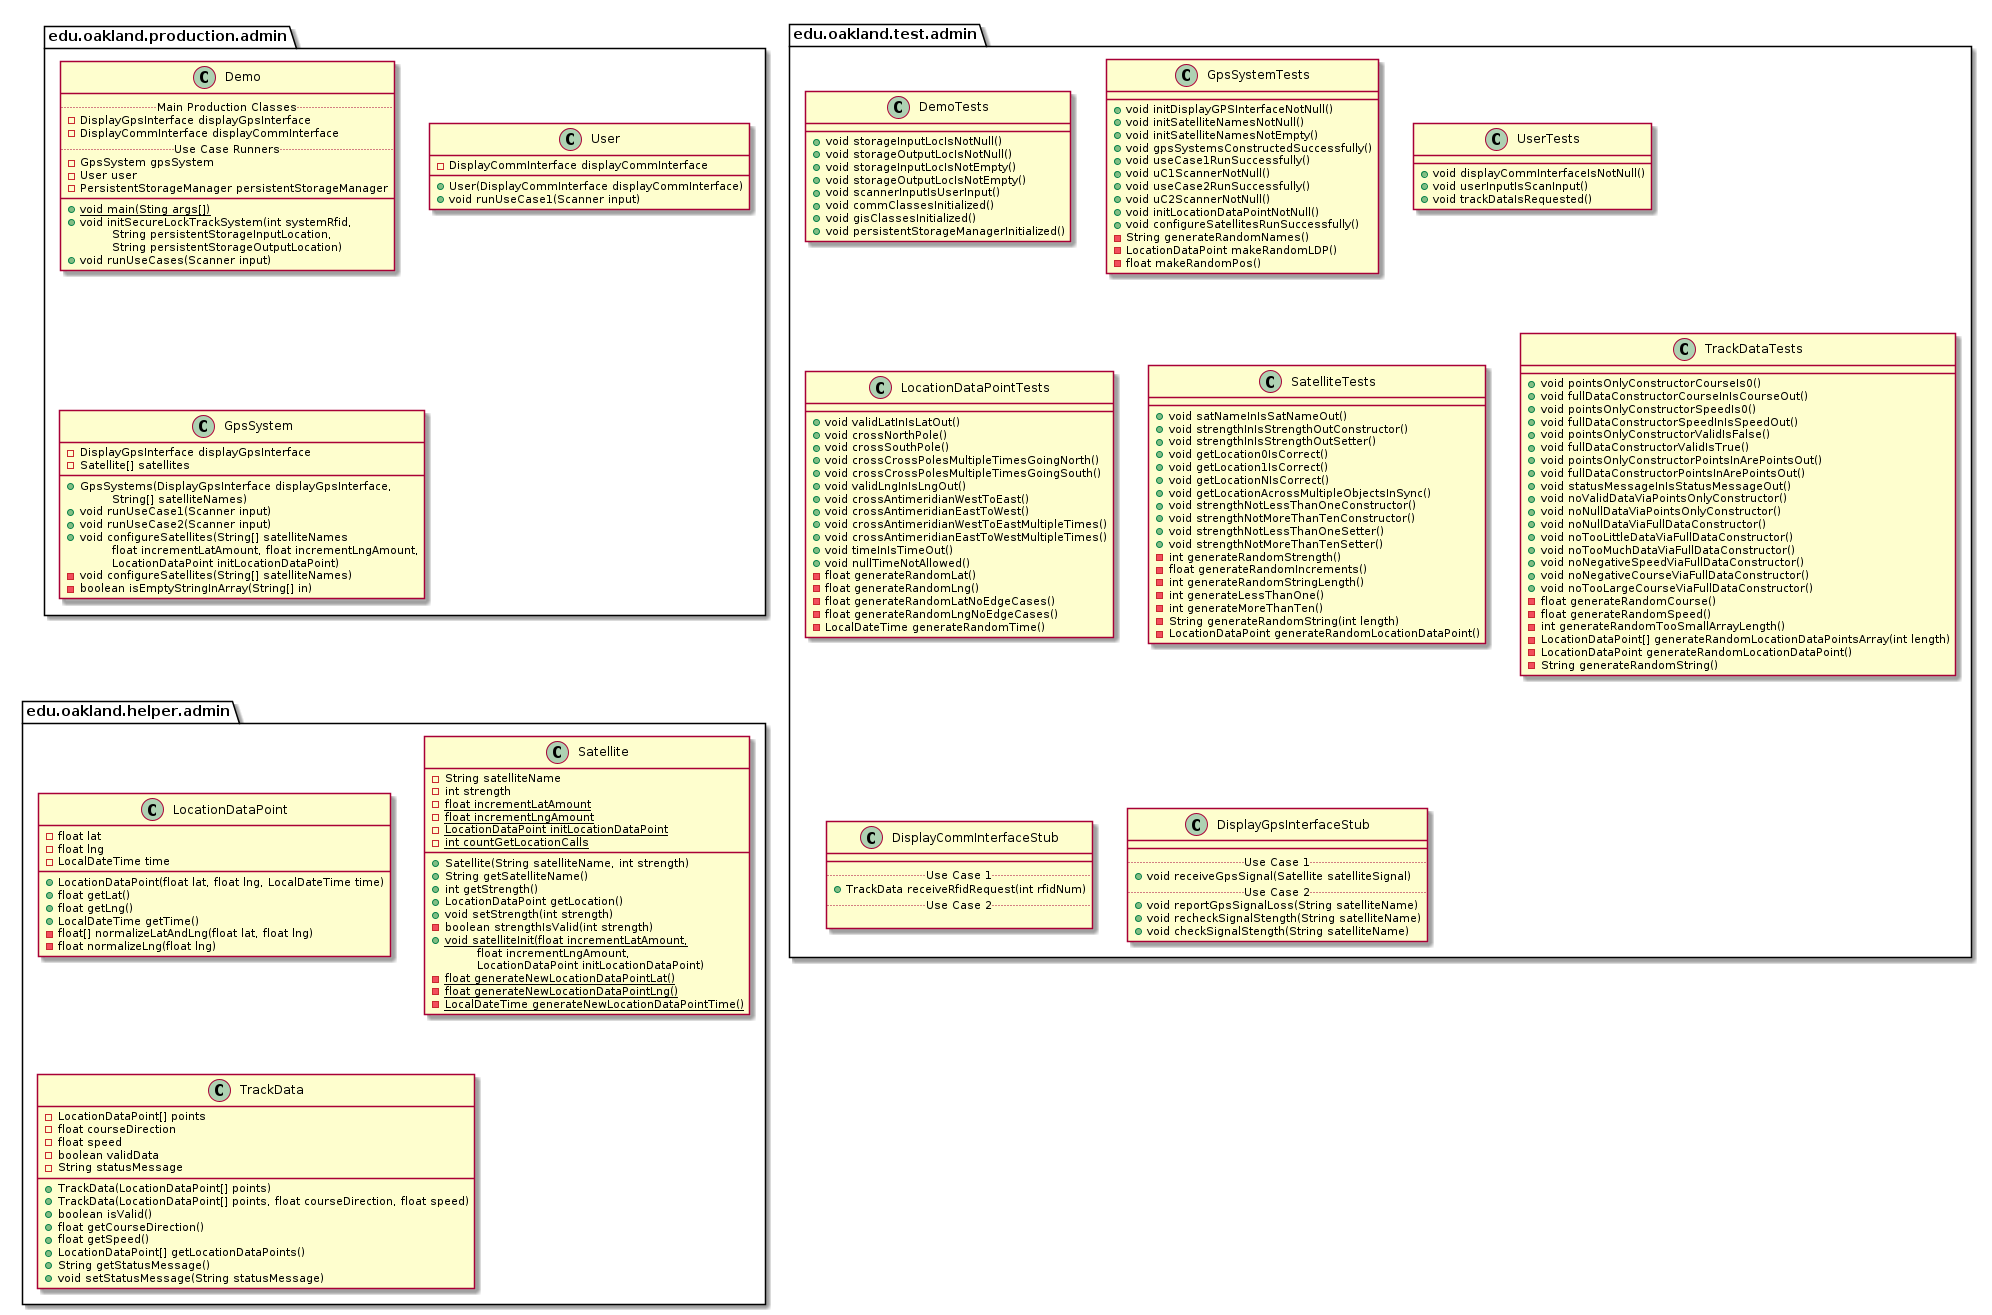 edu.oakland.production.admin
C Demo
Main Production Classes
DisplayGpsInterface displayGpsInterface
DisplayCommInterface displayCommInterface
Use Case Runners
GpsSystem gpsSystem
User user
PersistentStorageManager persistentStorageManager
void main(Sting args[])
void initSecureLockTrackSystem(int systemRfid,
String persistentStorageInputLocation,
String persistentStorageOutputLocation)
void runUseCases(Scanner input)
C User
DisplayCommInterface displayCommInterface
User(DisplayCommInterface displayCommInterface)
void runUseCase1(Scanner input)
C GpsSystem
DisplayGpsInterface displayGpsInterface
Satellite[] satellites
GpsSystems(DisplayGpsInterface displayGpsInterface,
String[] satelliteNames)
void runUseCase1(Scanner input)
void runUseCase2(Scanner input)
void configureSatellites(String[] satelliteNames
float incrementLatAmount, float incrementLngAmount,
LocationDataPoint initLocationDataPoint)
void configureSatellites(String[] satelliteNames)
boolean isEmptyStringInArray(String[] in)
edu.oakland.test.admin
C DemoTests
void storageInputLocIsNotNull()
void storageOutputLocIsNotNull()
void storageInputLocIsNotEmpty()
void storageOutputLocIsNotEmpty()
void scannerInputIsUserInput()
void commClassesInitialized()
void gisClassesInitialized()
void persistentStorageManagerInitialized()
C GpsSystemTests
void initDisplayGPSInterfaceNotNull()
void initSatelliteNamesNotNull()
void initSatelliteNamesNotEmpty()
void gpsSystemsConstructedSuccessfully()
void useCase1RunSuccessfully()
void uC1ScannerNotNull()
void useCase2RunSuccessfully()
void uC2ScannerNotNull()
void initLocationDataPointNotNull()
void configureSatellitesRunSuccessfully()
String generateRandomNames()
LocationDataPoint makeRandomLDP()
float makeRandomPos()
C UserTests
void displayCommInterfaceIsNotNull()
void userInputIsScanInput()
void trackDataIsRequested()
C LocationDataPointTests
void validLatInIsLatOut()
void crossNorthPole()
void crossSouthPole()
void crossCrossPolesMultipleTimesGoingNorth()
void crossCrossPolesMultipleTimesGoingSouth()
void validLngInIsLngOut()
void crossAntimeridianWestToEast()
void crossAntimeridianEastToWest()
void crossAntimeridianWestToEastMultipleTimes()
void crossAntimeridianEastToWestMultipleTimes()
void timeInIsTimeOut()
void nullTimeNotAllowed()
float generateRandomLat()
float generateRandomLng()
float generateRandomLatNoEdgeCases()
float generateRandomLngNoEdgeCases()
LocalDateTime generateRandomTime()
C SatelliteTests
void satNameInIsSatNameOut()
void strengthInIsStrengthOutConstructor()
void strengthInIsStrengthOutSetter()
void getLocation0IsCorrect()
void getLocation1IsCorrect()
void getLocationNIsCorrect()
void getLocationAcrossMultipleObjectsInSync()
void strengthNotLessThanOneConstructor()
void strengthNotMoreThanTenConstructor()
void strengthNotLessThanOneSetter()
void strengthNotMoreThanTenSetter()
int generateRandomStrength()
float generateRandomIncrements()
int generateRandomStringLength()
int generateLessThanOne()
int generateMoreThanTen()
String generateRandomString(int length)
LocationDataPoint generateRandomLocationDataPoint()
C TrackDataTests
void pointsOnlyConstructorCourseIs0()
void fullDataConstructorCourseInIsCourseOut()
void pointsOnlyConstructorSpeedIs0()
void fullDataConstructorSpeedInIsSpeedOut()
void pointsOnlyConstructorValidIsFalse()
void fullDataConstructorValidIsTrue()
void pointsOnlyConstructorPointsInArePointsOut()
void fullDataConstructorPointsInArePointsOut()
void statusMessageInIsStatusMessageOut()
void noValidDataViaPointsOnlyConstructor()
void noNullDataViaPointsOnlyConstructor()
void noNullDataViaFullDataConstructor()
void noTooLittleDataViaFullDataConstructor()
void noTooMuchDataViaFullDataConstructor()
void noNegativeSpeedViaFullDataConstructor()
void noNegativeCourseViaFullDataConstructor()
void noTooLargeCourseViaFullDataConstructor()
float generateRandomCourse()
float generateRandomSpeed()
int generateRandomTooSmallArrayLength()
LocationDataPoint[] generateRandomLocationDataPointsArray(int length)
LocationDataPoint generateRandomLocationDataPoint()
String generateRandomString()
C DisplayCommInterfaceStub
Use Case 1
TrackData receiveRfidRequest(int rfidNum)
Use Case 2
C DisplayGpsInterfaceStub
Use Case 1
void receiveGpsSignal(Satellite satelliteSignal)
Use Case 2
void reportGpsSignalLoss(String satelliteName)
void recheckSignalStength(String satelliteName)
void checkSignalStength(String satelliteName)
edu.oakland.helper.admin
C LocationDataPoint
float lat
float lng
LocalDateTime time
LocationDataPoint(float lat, float lng, LocalDateTime time)
float getLat()
float getLng()
LocalDateTime getTime()
float[] normalizeLatAndLng(float lat, float lng)
float normalizeLng(float lng)
C Satellite
String satelliteName
int strength
float incrementLatAmount
float incrementLngAmount
LocationDataPoint initLocationDataPoint
int countGetLocationCalls
Satellite(String satelliteName, int strength)
String getSatelliteName()
int getStrength()
LocationDataPoint getLocation()
void setStrength(int strength)
boolean strengthIsValid(int strength)
void satelliteInit(float incrementLatAmount,
float incrementLngAmount,
LocationDataPoint initLocationDataPoint)
float generateNewLocationDataPointLat()
float generateNewLocationDataPointLng()
LocalDateTime generateNewLocationDataPointTime()
C TrackData
LocationDataPoint[] points
float courseDirection
float speed
boolean validData
String statusMessage
TrackData(LocationDataPoint[] points)
TrackData(LocationDataPoint[] points, float courseDirection, float speed)
boolean isValid()
float getCourseDirection()
float getSpeed()
LocationDataPoint[] getLocationDataPoints()
String getStatusMessage()
void setStatusMessage(String statusMessage)